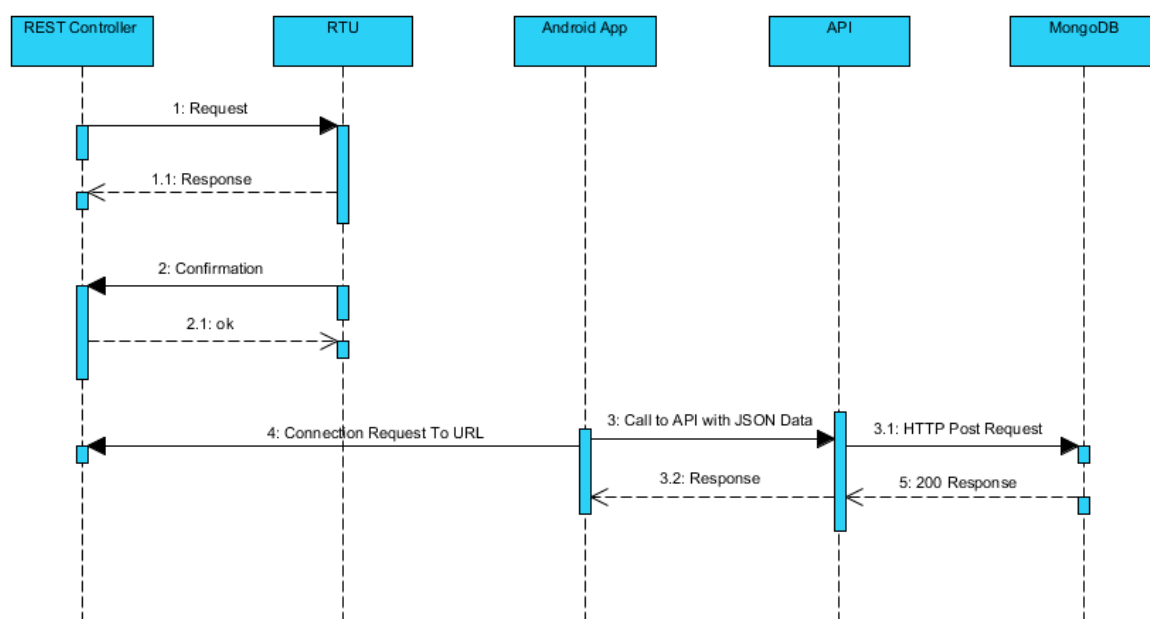 REST Controller
RTU
Android App
API
MongoDB
1: Request
1.1: Response
2: Confirmation
2.1: ok
3: Call to API with JSON Data
4: Connection Request To URL
3.1: HTTP Post Request
3.2: Response
5: 200 Response